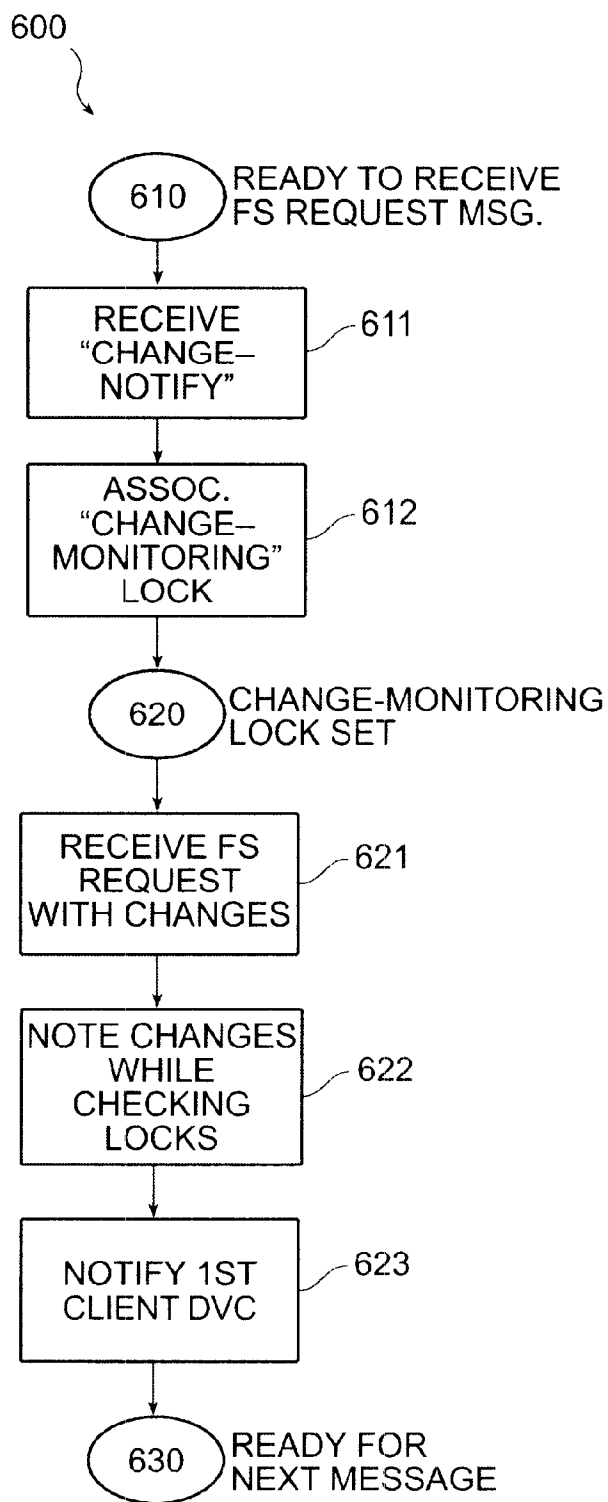 600
610
READY TO RECEIVE
FS REQUEST MSG.
RECEIVE
“CHANGE–
NOTIFY”
611
ASSOC.
“CHANGE–
MONITORING”
LOCK
612
620
CHANGE-MONITORING
LOCK SET
RECEIVE FS
REQUEST
WITH CHANGES
621
NOTE CHANGES
WHILE
CHECKING
LOCKS
622
NOTIFY 1ST
CLIENT DVC
623
630
READY FOR
NEXT MESSAGE